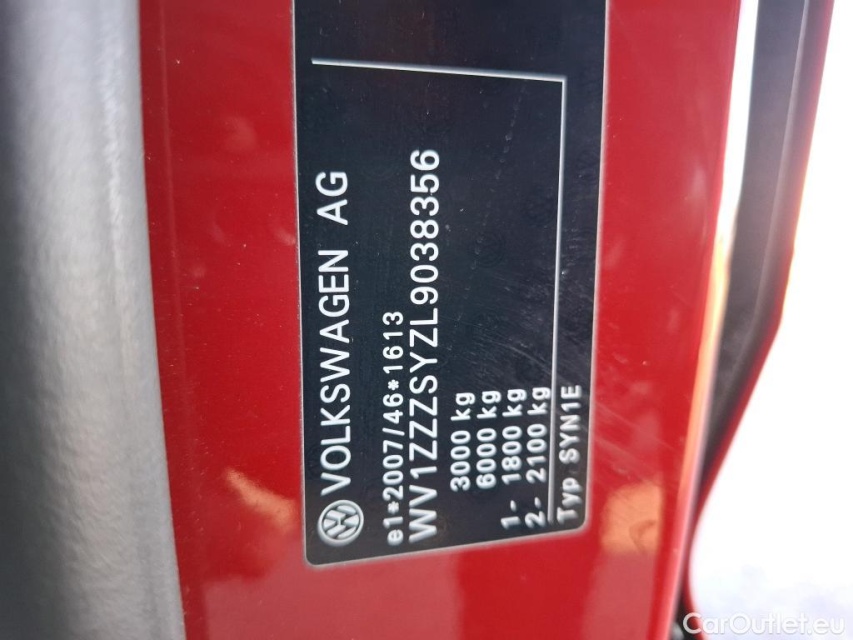 VOLKSWAGEN AG
e1*2007/46*1613
WV1ZZZSYZL9038356
3000 kg
6000 kg
1- 1800 kg
2.- 2100 kg
Typ SYN1E
CarOutlet.eu